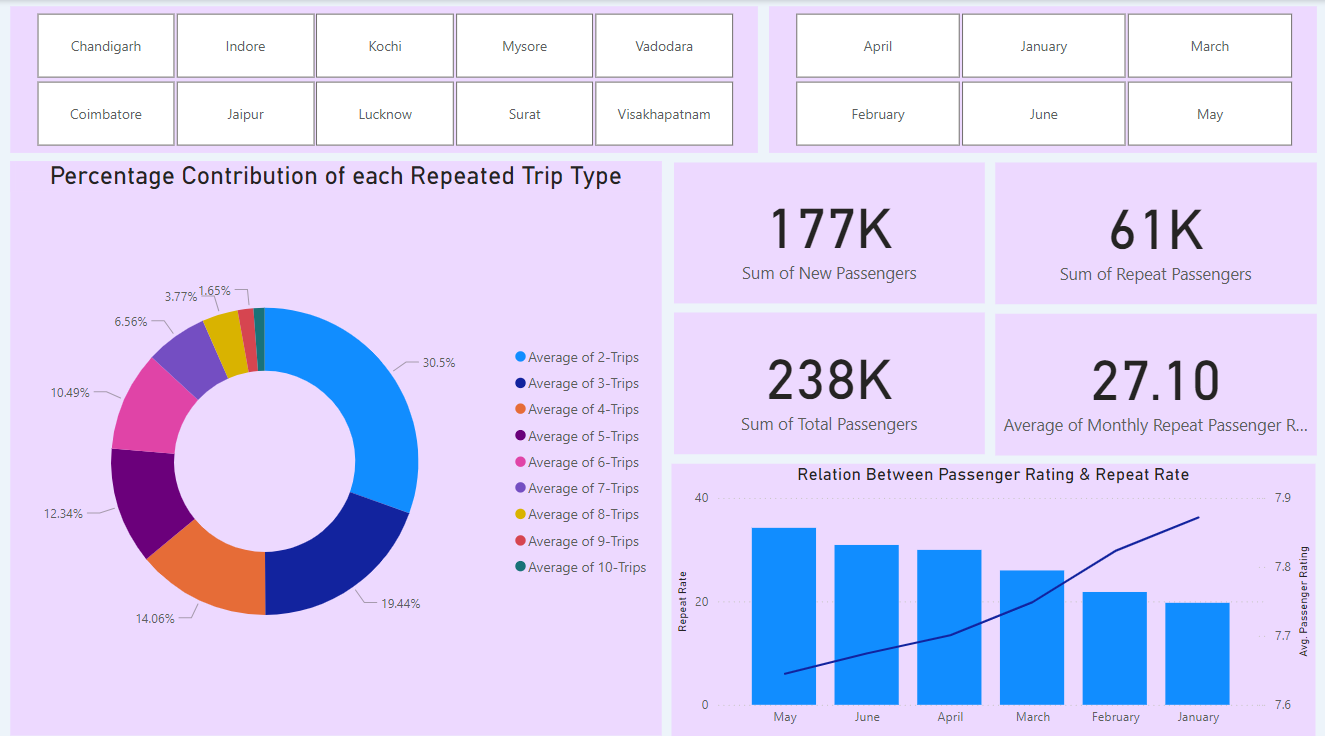 Chandigarh Indore Kochi Mysore Vadodara
Coimbatore Jaipur Lucknow Surat Visakhapatnam
April January March
February June May
Percentage Contribution of each Repeated Trip Type
1.65%
3.77%
6.56%
30.5%
10.49%
12.34%
14.06%
19.44%
Average of 2-Trips
Average of 3-Trips
Average of 4-Trips
Average of 5-Trips
Average of 6-Trips
Average of 7-Trips
Average of 8-Trips
Average of 9-Trips
Average of 10-Trips
177K
Sum of New Passengers
61K
Sum of Repeat Passengers
238K
Sum of Total Passengers
27.10
Average of Monthly Repeat Passenger R...
Relation Between Passenger Rating & Repeat Rate
Repeat Rate
40
20
0
7.9
7.8
7.7
7.6
Avg. Passenger Rating
May June April March February January